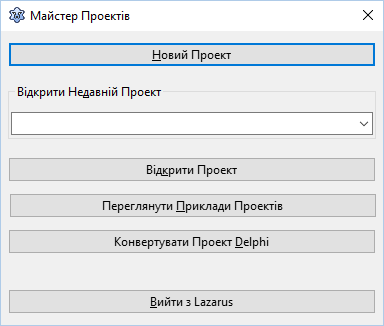 Майстер Проектів
Новий Проект
Відкрити Недавній Проект
Відкрити Проект
Переглянути Приклади Проектів
Конвертувати Проект Delphi
Вийти з Lazarus